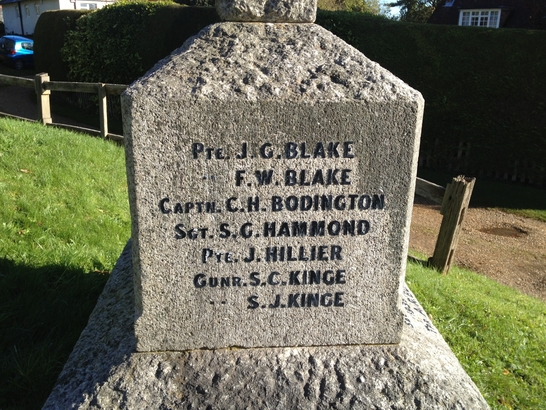 PTE. J.G. BLAKE
" F.W. BLAKE
CAPTN. C.H. BODINGTON
SGT. S.G. HAMMOND
PTE. J. HILLIER
GUNR. S.C. KINGE
" S.J. KINGE